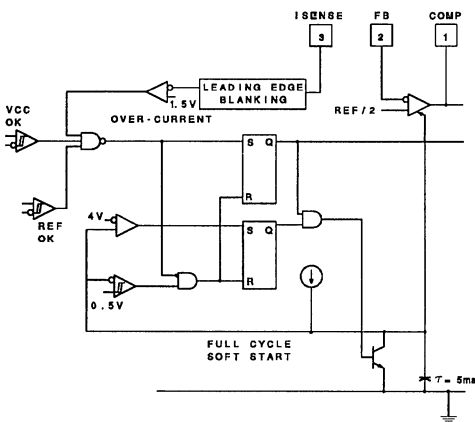 ISENSE FB COMP
3 2 1
LEADING EDGE
BLANKING
1.5V
OVER-CURRENT
REF/2
VCC
OK
S Q
R
REF
OK
4V
S Q
R
0.5V
FULL CYCLE
SOFT START
τ = 5ms